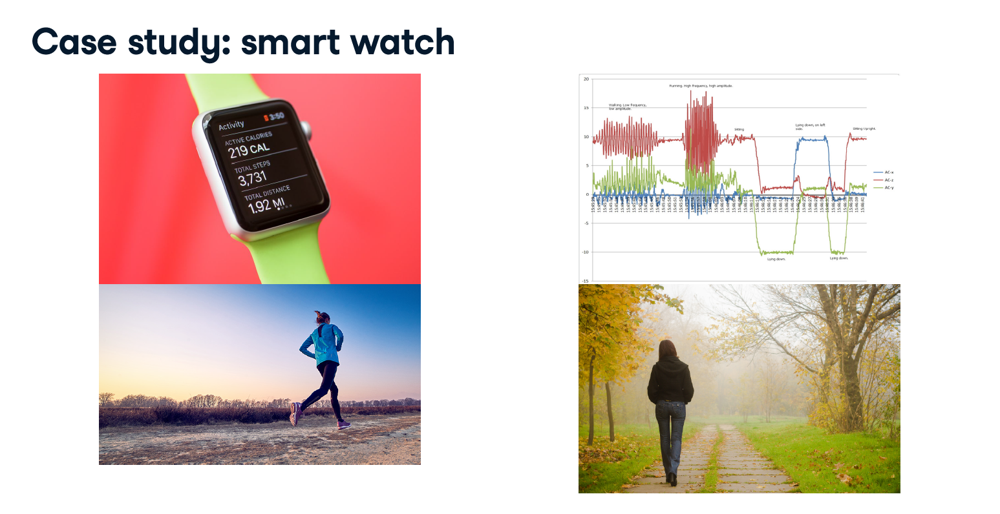 Case study: smart watch
3:50
Activity
ACTIVE CALORIES
219 CAL
TOTAL STEPS
3,731
TOTAL DISTANCE
1.92 MI
20
Running. High frequency, high amplitude.
Walking. Low frequency,
low amplitude.
15
Lying down, on left
side.
Sitting
Sitting Upright.
10
5
AC-x
AC-z
AC-y
0
-5
-10
Lying down.
Lying down.
-15